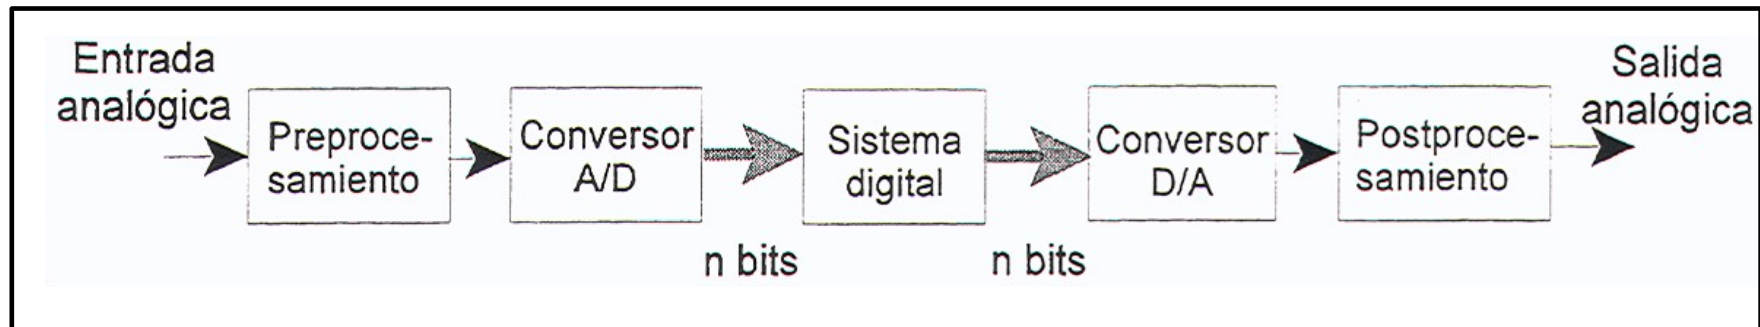 Entrada
analógica
Preproce-
samiento
Conversor
A/D
n bits
Sistema
digital
n bits
Conversor
D/A
Postproce-
samiento
Salida
analógica